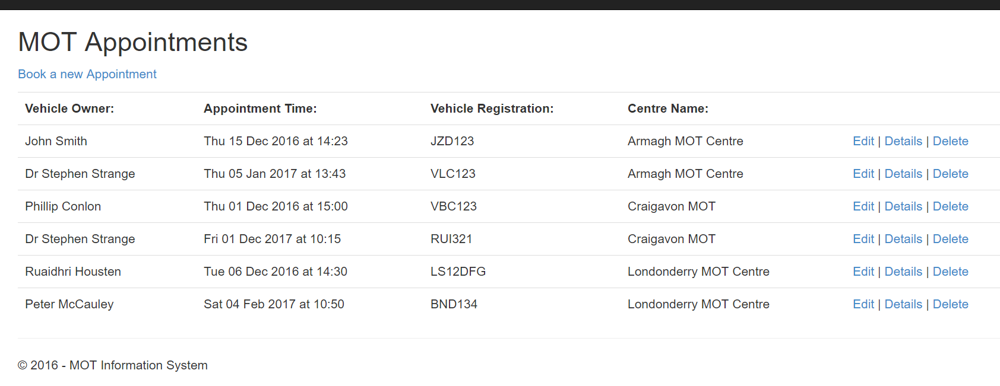 MOT Appointments
Book a new Appointment
Vehicle Owner: Appointment Time: Vehicle Registration: Centre Name:
John Smith Thu 15 Dec 2016 at 14:23 JZD123 Armagh MOT Centre Edit | Details | Delete
Dr Stephen Strange Thu 05 Jan 2017 at 13:43 VLC123 Armagh MOT Centre Edit | Details | Delete
Phillip Conlon Thu 01 Dec 2016 at 15:00 VBC123 Craigavon MOT Edit | Details | Delete
Dr Stephen Strange Fri 01 Dec 2017 at 10:15 RUI321 Craigavon MOT Edit | Details | Delete
Ruaidhri Housten Tue 06 Dec 2016 at 14:30 LS12DFG Londonderry MOT Centre Edit | Details | Delete
Peter McCauley Sat 04 Feb 2017 at 10:50 BND134 Londonderry MOT Centre Edit | Details | Delete
© 2016 - MOT Information System